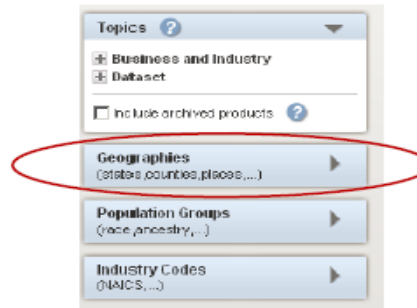 Topics ?
Business and Industry
Dataset
Include archived products ?
Geographies
(states,counties,places,...)
Population Groups
(race,ancestry,...)
Industry Codes
(NAICS,...)